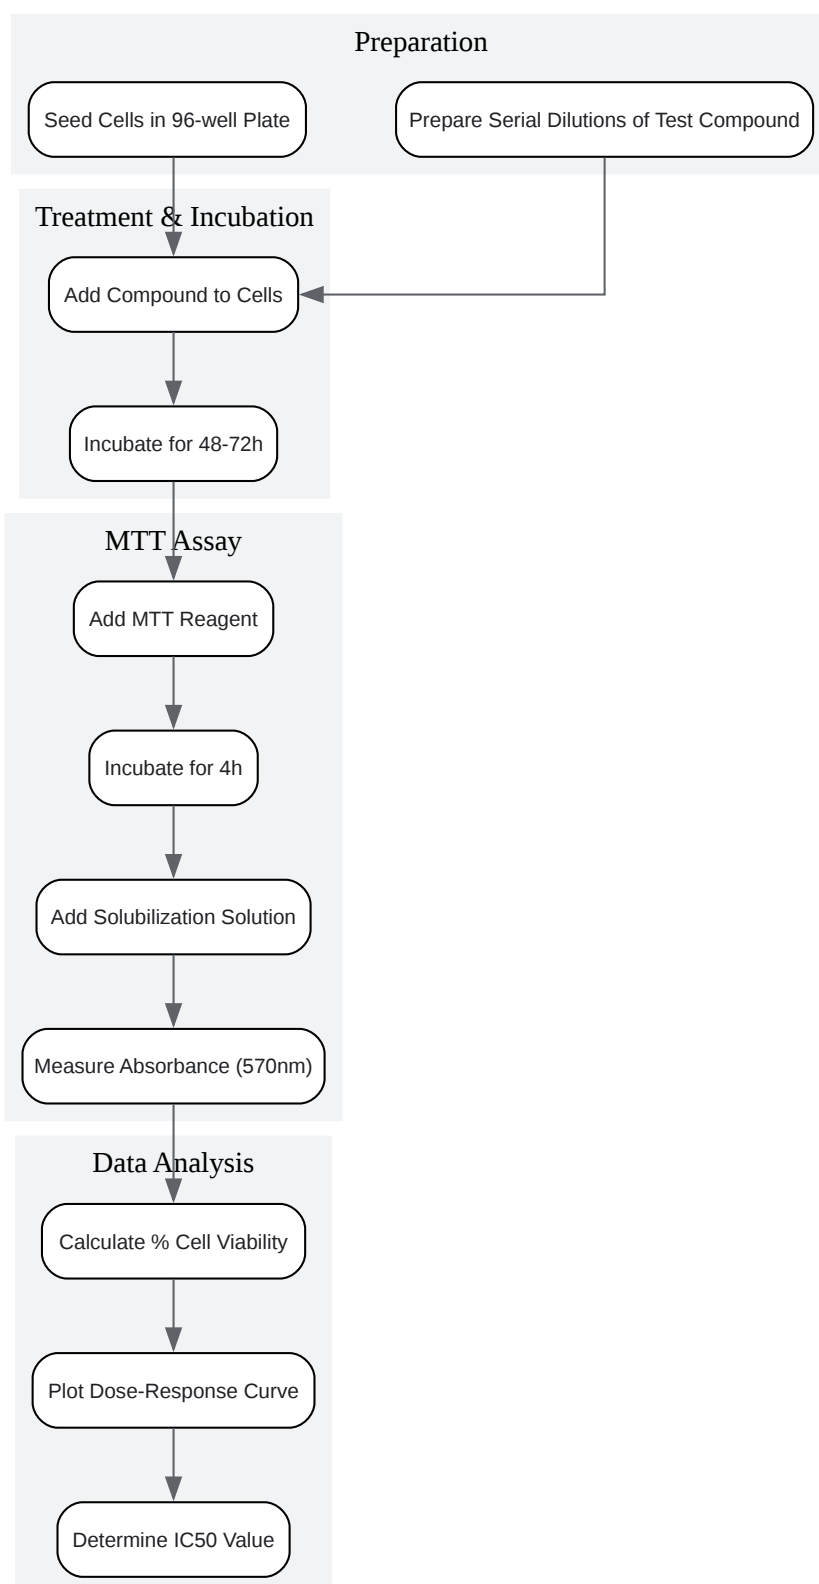 Preparation
Seed Cells in 96-well Plate
Prepare Serial Dilutions of Test Compound
Treatment & Incubation
Add Compound to Cells
Incubate for 48-72h
MTT Assay
Add MTT Reagent
Incubate for 4h
Add Solubilization Solution
Measure Absorbance (570nm)
Data Analysis
Calculate % Cell Viability
Plot Dose-Response Curve
Determine IC50 Value